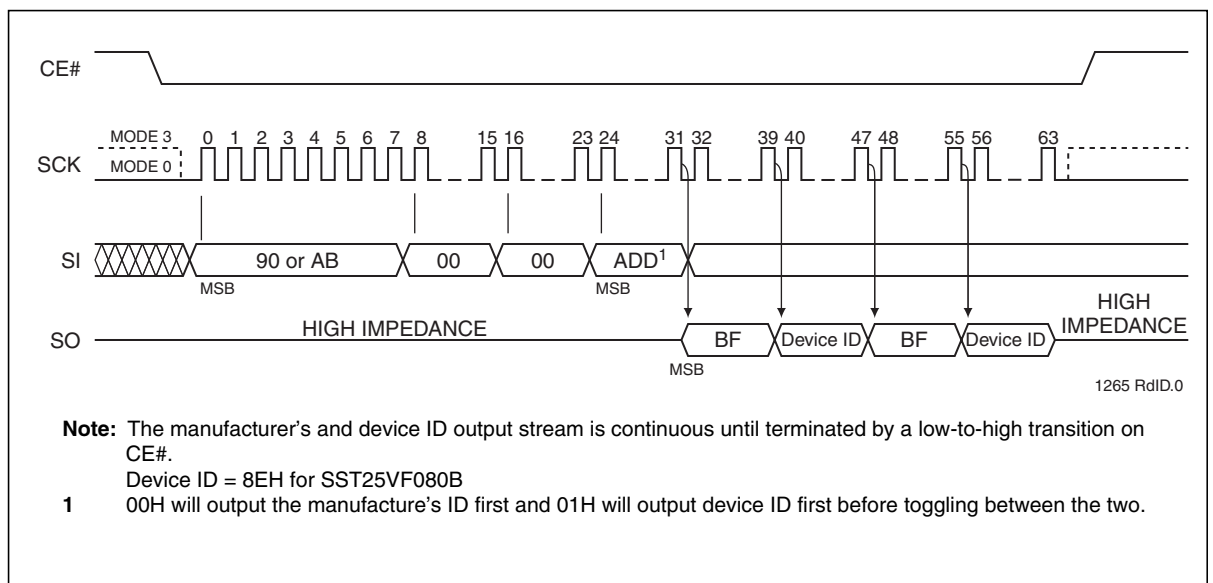 CE#
MODE 3
MODE 0
SCK
0 1 2 3 4 5 6 7 8 15 16 23 24 31 32 39 40 47 48 55 56 63
SI
90 or AB 00 00 ADD1
MSB MSB
SO
HIGH IMPEDANCE
BF Device ID BF Device ID
HIGH
IMPEDANCE
MSB
1265 RdID.0
Note: The manufacturer's and device ID output stream is continuous until terminated by a low-to-high transition on
CE#.
Device ID = 8EH for SST25VF080B
1 00H will output the manufacture's ID first and 01H will output device ID first before toggling between the two.